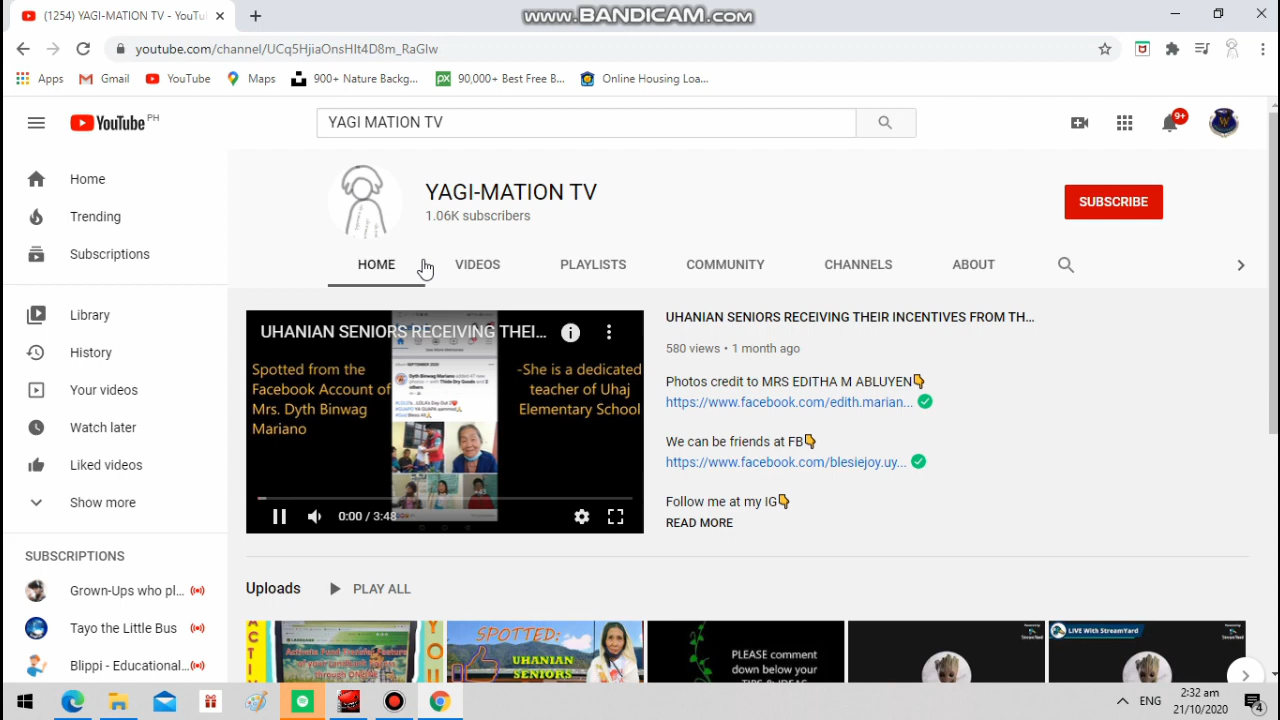 www.BANDICAM.com
(1254) YAGI-MATION TV - YouTu
youtube.com/channel/UCq5HjiaOnsHIt4D8m_RaGlw
Apps
Gmail
YouTube
Maps
900+ Nature Backg...
90,000+ Best Free B...
Online Housing Loa...
YouTube PH
YAGI MATION TV
9+
Home
Trending
Subscriptions
Library
History
Your videos
Watch later
Liked videos
Show more
SUBSCRIPTIONS
Grown-Ups who pl...
Tayo the Little Bus
Blippi - Educational...
YAGI-MATION TV
1.06K subscribers
SUBSCRIBE
HOME
VIDEOS
PLAYLISTS
COMMUNITY
CHANNELS
ABOUT
UHANIAN SENIORS RECEIVING THEI...
Spotted from the
Facebook Account of
Mrs. Dyth Binwag
Mariano
-She is a dedicated
teacher of Uhaj
Elementary School
0:00 / 3:48
UHANIAN SENIORS RECEIVING THEIR INCENTIVES FROM TH...
580 views • 1 month ago
Photos credit to MRS EDITHA M ABLUYEN👇
https://www.facebook.com/edith.marian...
We can be friends at FB👇
https://www.facebook.com/blesiejoy.uy...
Follow me at my IG👇
READ MORE
Uploads
PLAY ALL
Activate Fund Transfer Feature
SPOTTED:
UHANIAN
SENIORS
PLEASE comment
down below your
LIVE With StreamYard
ENG
2:32 am
21/10/2020
4